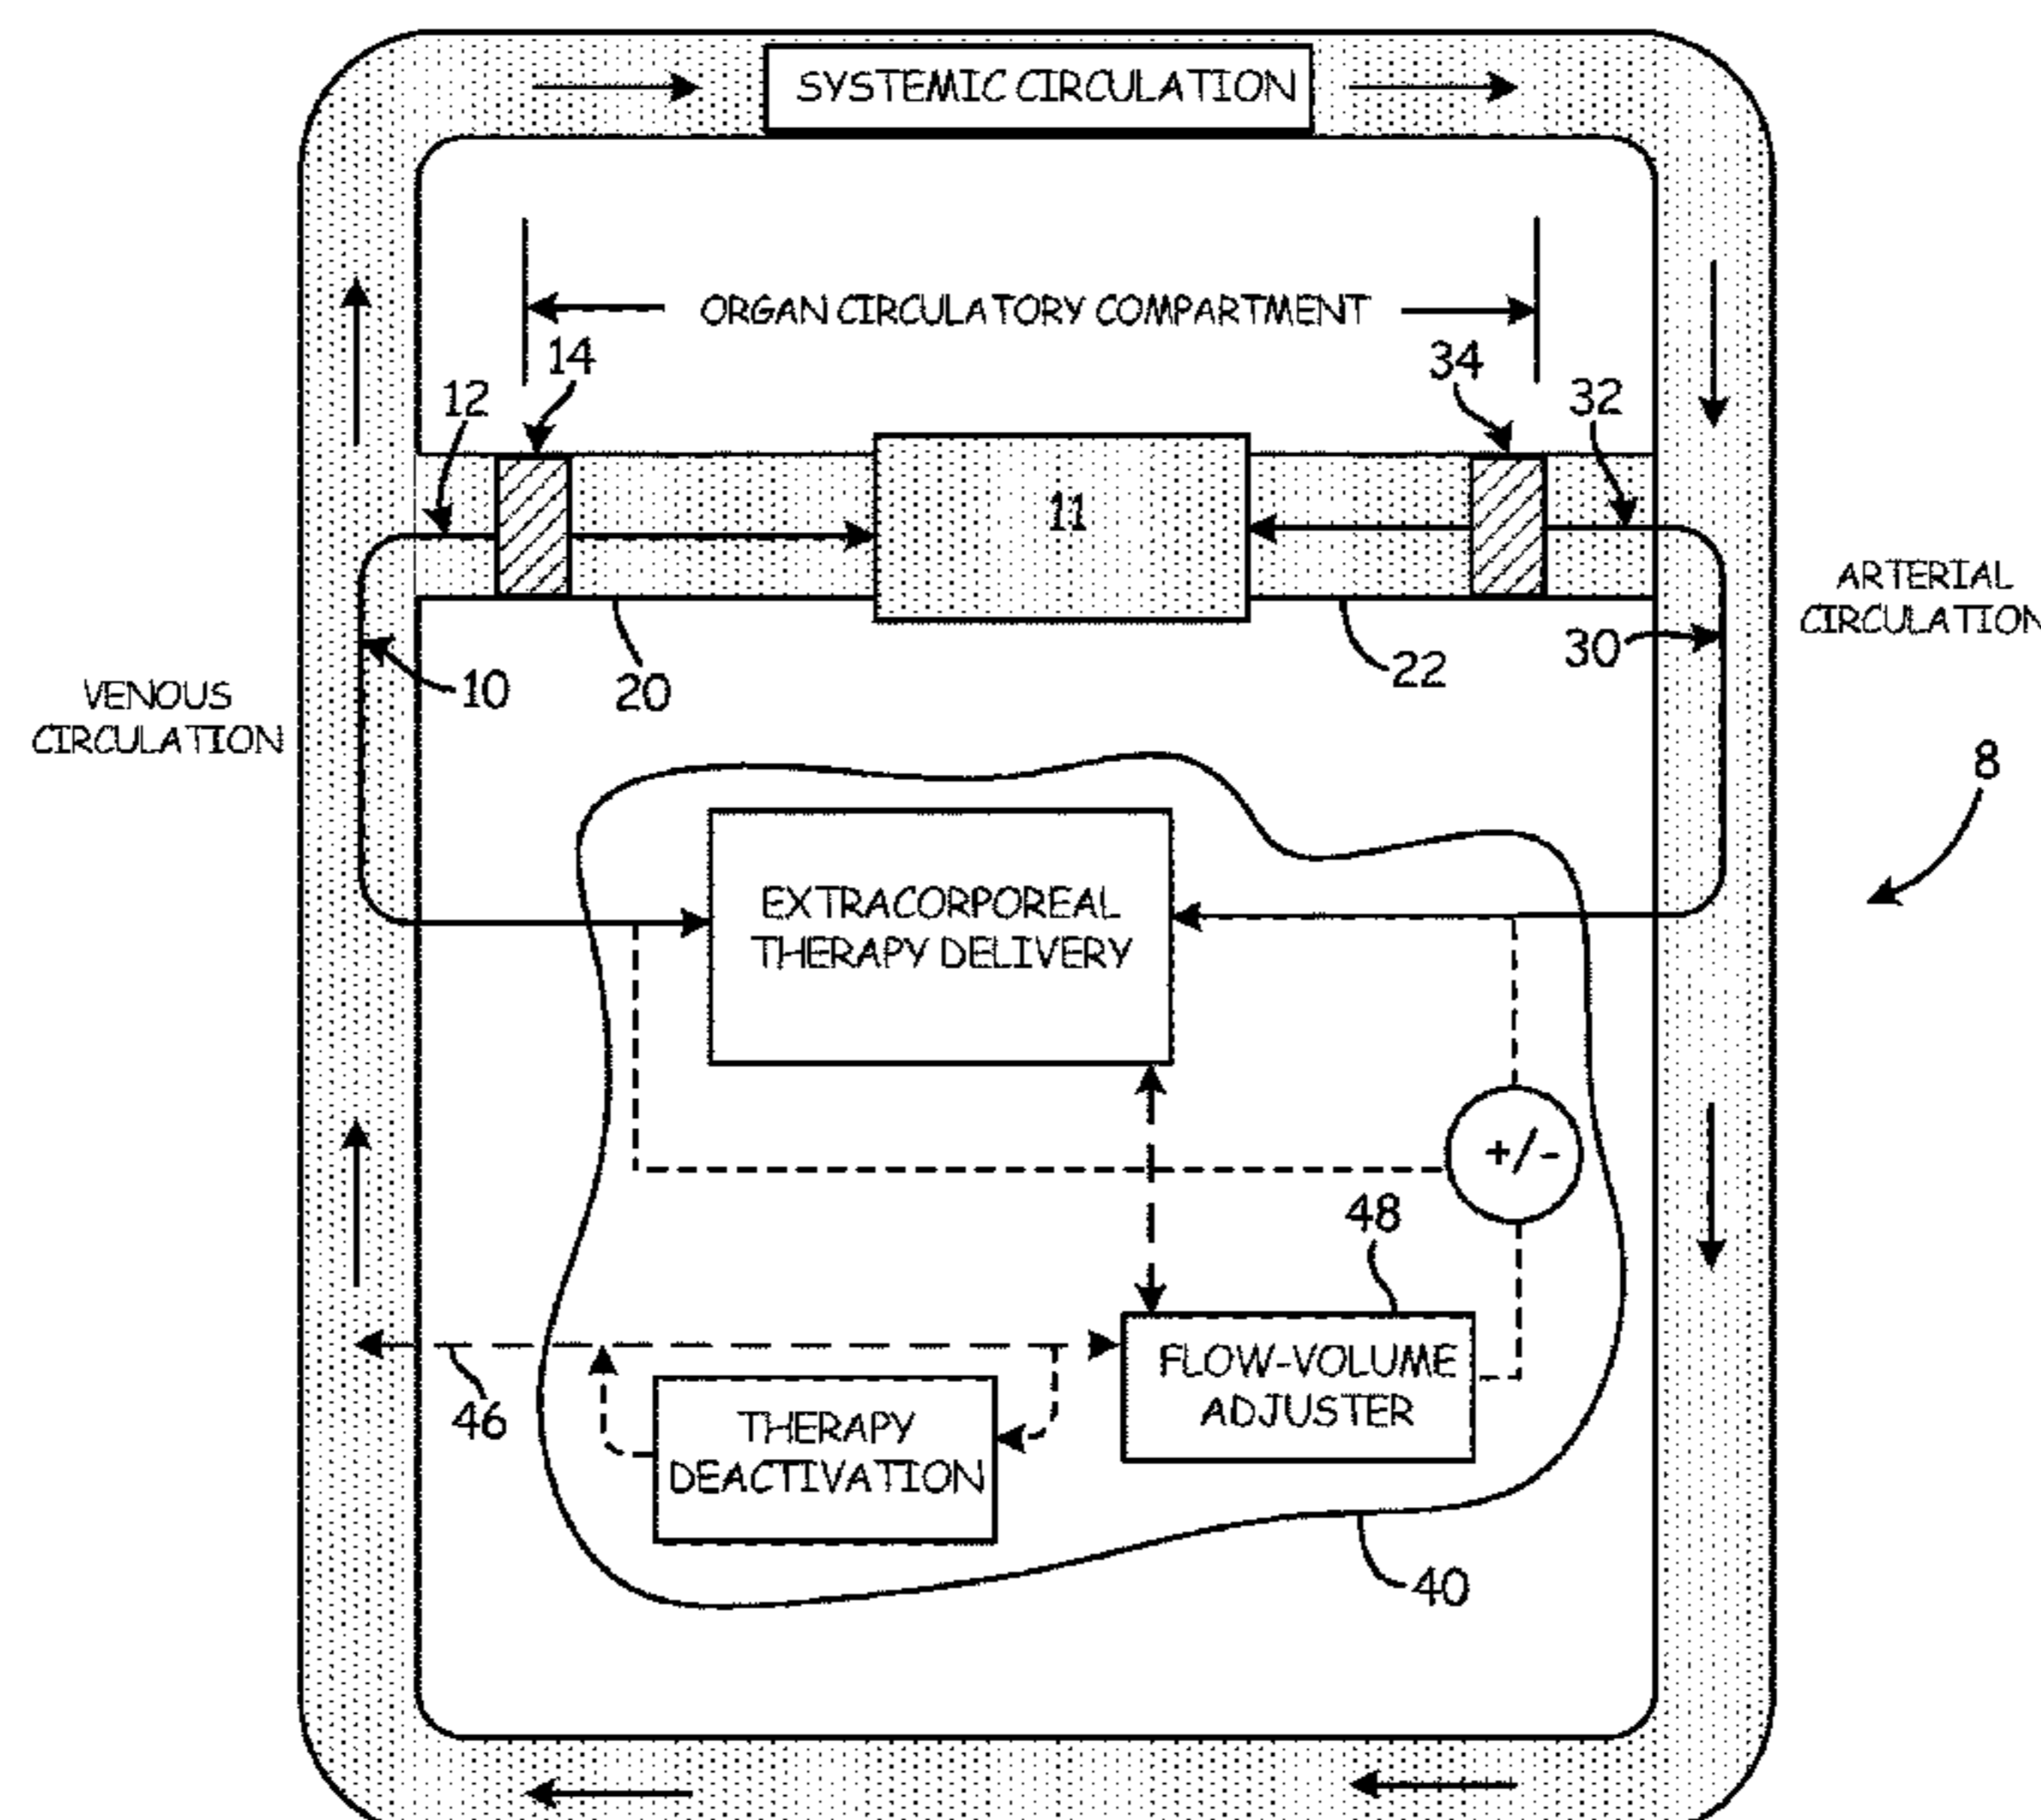 SYSTEMIC CIRCULATION
ORGAN CIRCULATORY COMPARTMENT
14
34
12
32
11
ARTERIAL
CIRCULATION
30
10
20
22
VENOUS
CIRCULATION
8
EXTRACORPOREAL
THERAPY DELIVERY
+/-
48
FLOW-VOLUME
ADJUSTER
46
THERAPY
DEACTIVATION
40